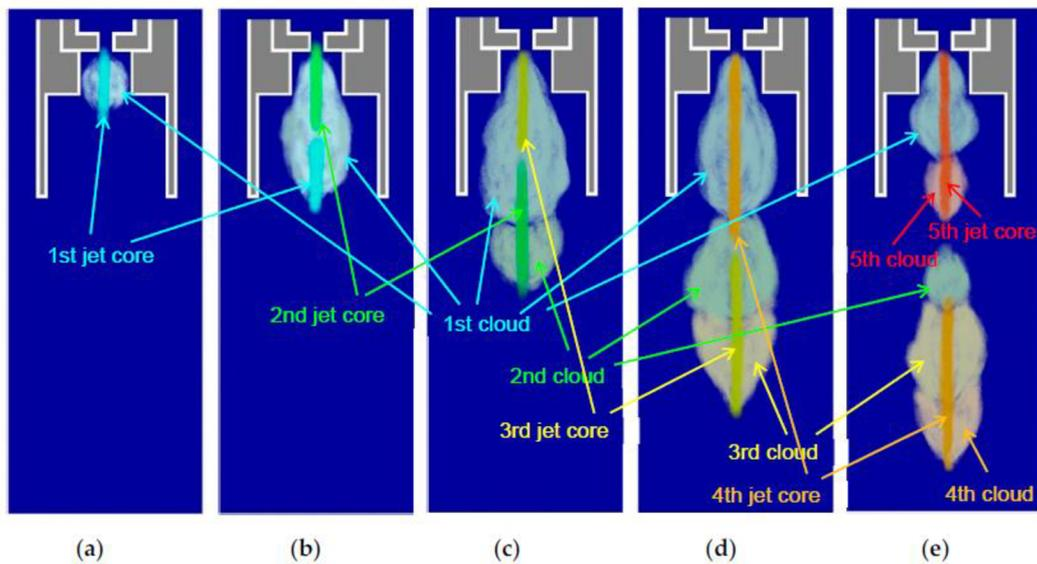 1st jet core
2nd jet core
1st cloud
2nd cloud
3rd jet core
3rd cloud
4th jet core
5th jet core
5th cloud
4th cloud
(a)
(b)
(c)
(d)
(e)